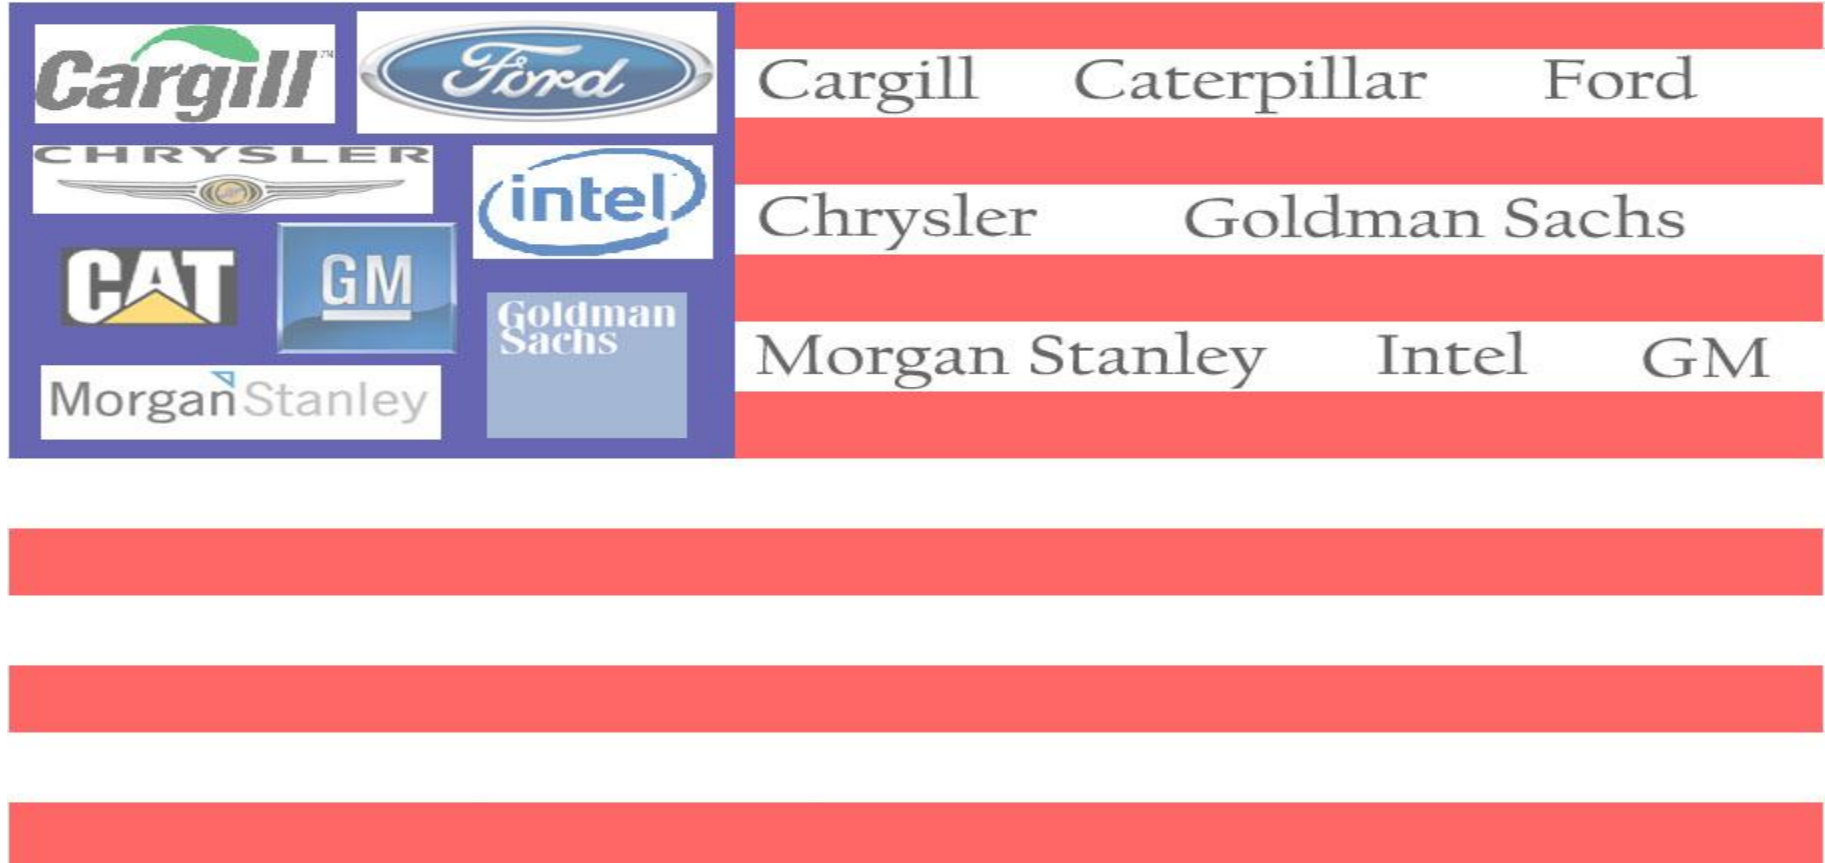 Cargill™ Ford
CHRYSLER
intel
CAT GM
Goldman
Sachs
Morgan Stanley
Cargill Caterpillar Ford
Chrysler Goldman Sachs
Morgan Stanley Intel GM